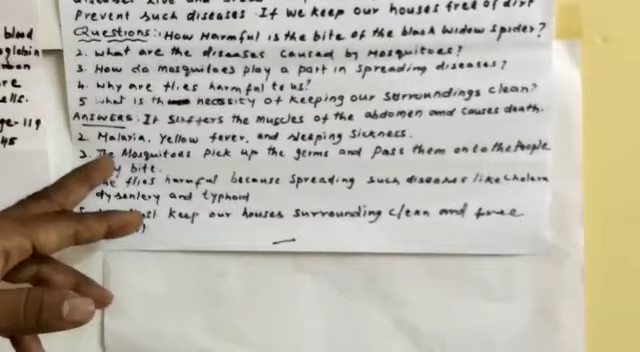 Prevent such diseases. If we keep our houses free of dirt
Questions: How Harmful is the bite of the black widow spider?
2. What are the diseases caused by Mosquitoes?
3. How do mosquitoes play a part in spreading diseases?
4. Why are flies harmful to us?
5 What is the necessity of keeping our surroundings clean?
Answers: It stiffens the muscles of the abdomen and causes death.
2. Malaria, Yellow fever, and sleeping sickness.
3. The Mosquitoes pick up the germs and pass them on to the People
bite.
flies harmful because spreading such diseases like cholera
dysentery and typhoid
keep our houses surrounding clean and free
blood